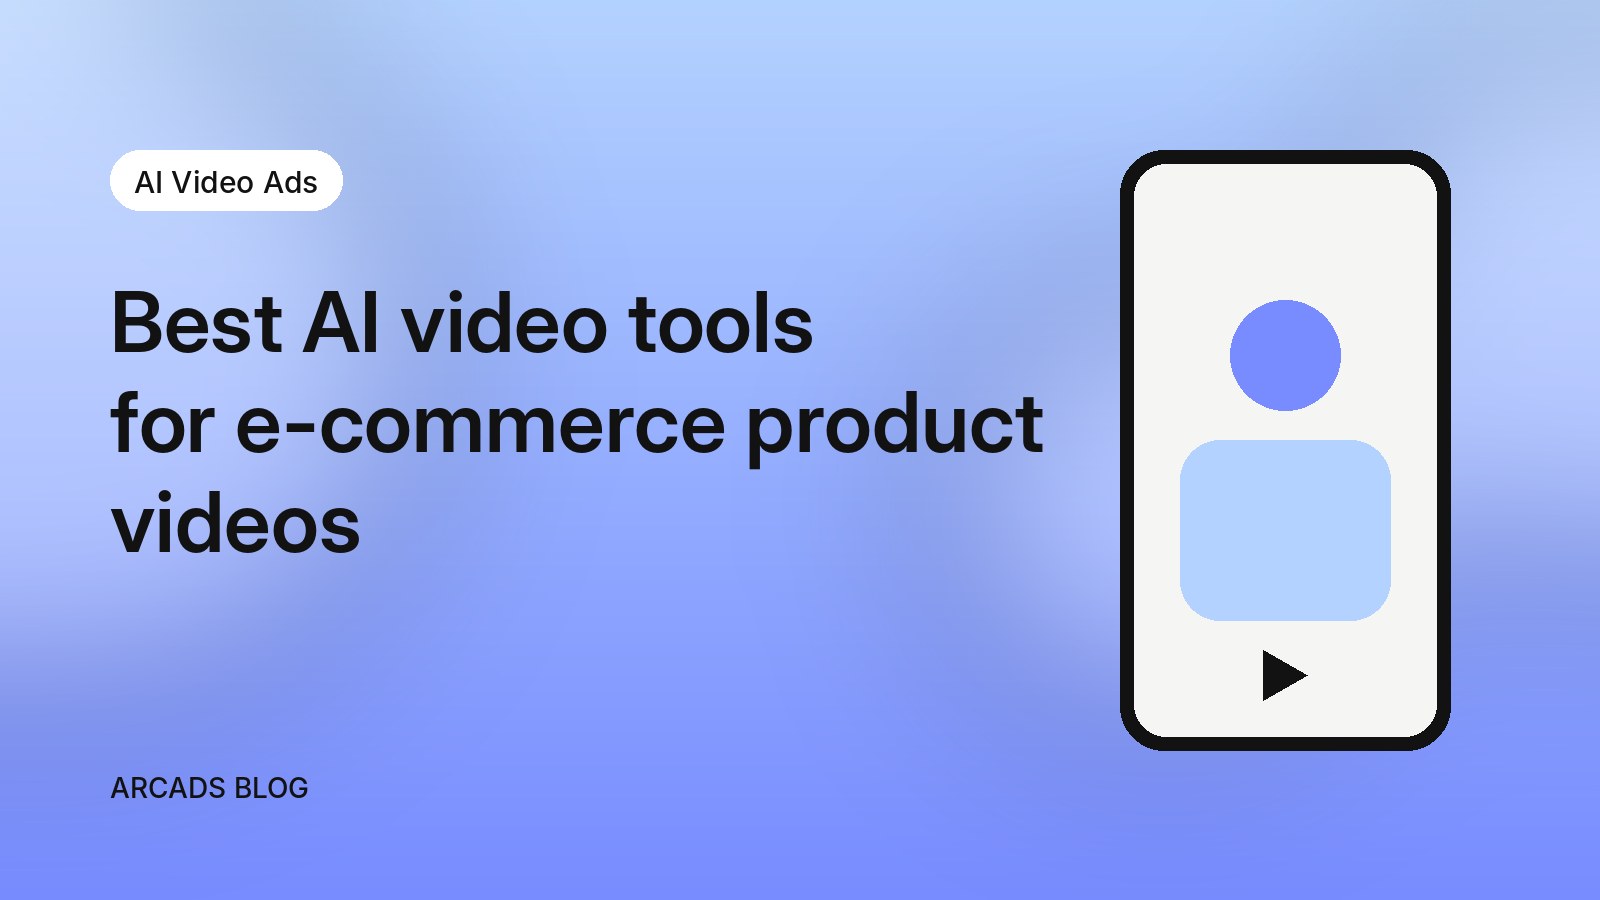 AI Video Ads
Best AI video tools
for e-commerce product
videos
ARCADS BLOG